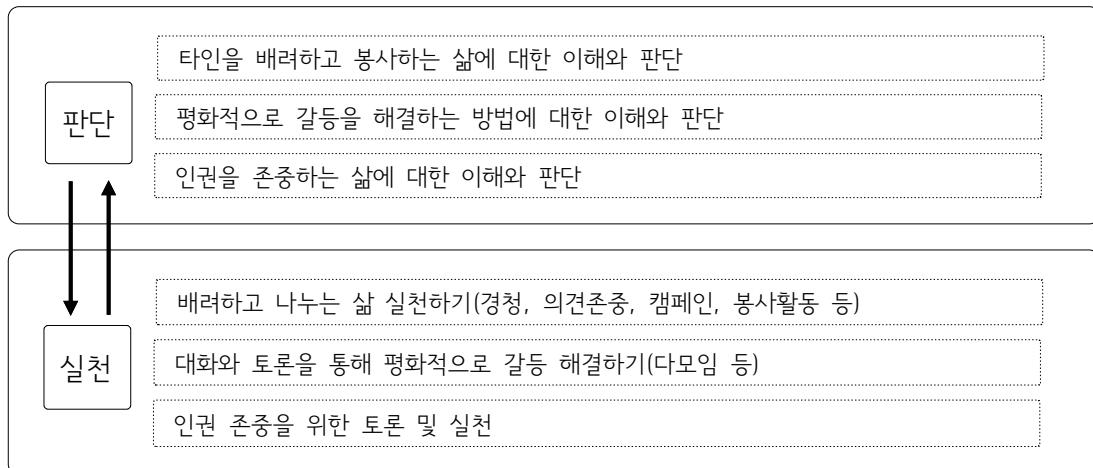 타인을 배려하고 봉사하는 삶에 대한 이해와 판단
판단
평화적으로 갈등을 해결하는 방법에 대한 이해와 판단
인권을 존중하는 삶에 대한 이해와 판단
배려하고 나누는 삶 실천하기(경청, 의견존중, 캠페인, 봉사활동 등)
실천
대화와 토론을 통해 평화적으로 갈등 해결하기(다모임 등)
인권 존중을 위한 토론 및 실천